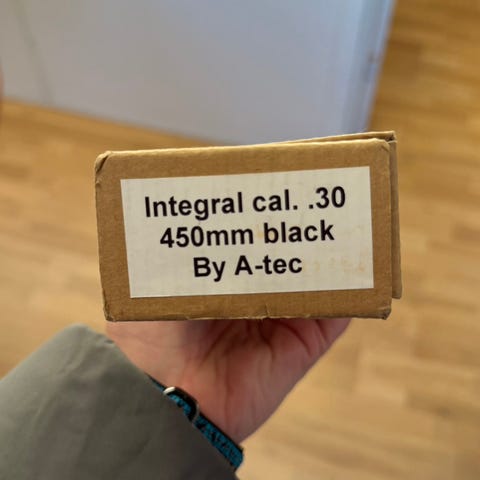 Integral cal. .30
450mm black
By A-tec